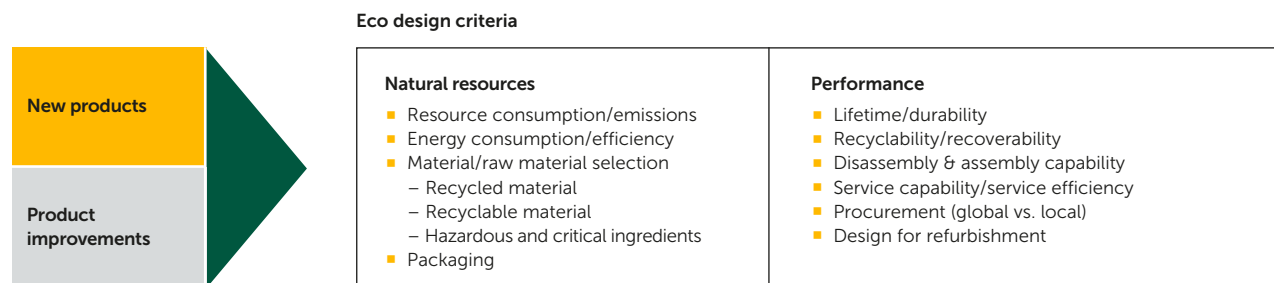 Eco design criteria
New products
Product
improvements
Natural resources
Resource consumption/emissions
Energy consumption/efficiency
Material/raw material selection
– Recycled material
– Recyclable material
– Hazardous and critical ingredients
Packaging
Performance
Lifetime/durability
Recyclability/recoverability
Disassembly & assembly capability
Service capability/service efficiency
Procurement (global vs. local)
Design for refurbishment